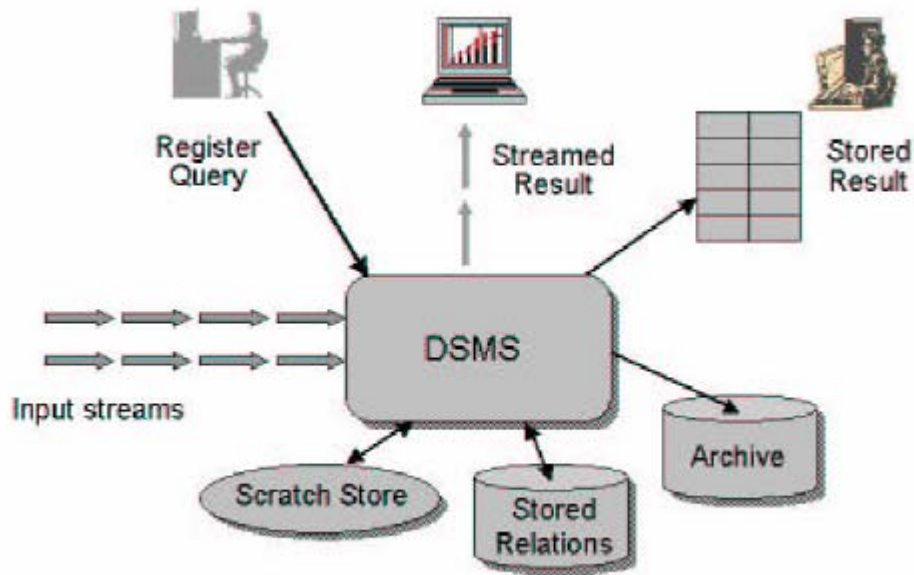 Register
Query
Streamed
Result
Stored
Result
DSMS
Input streams
Archive
Scratch Store
Stored
Relations